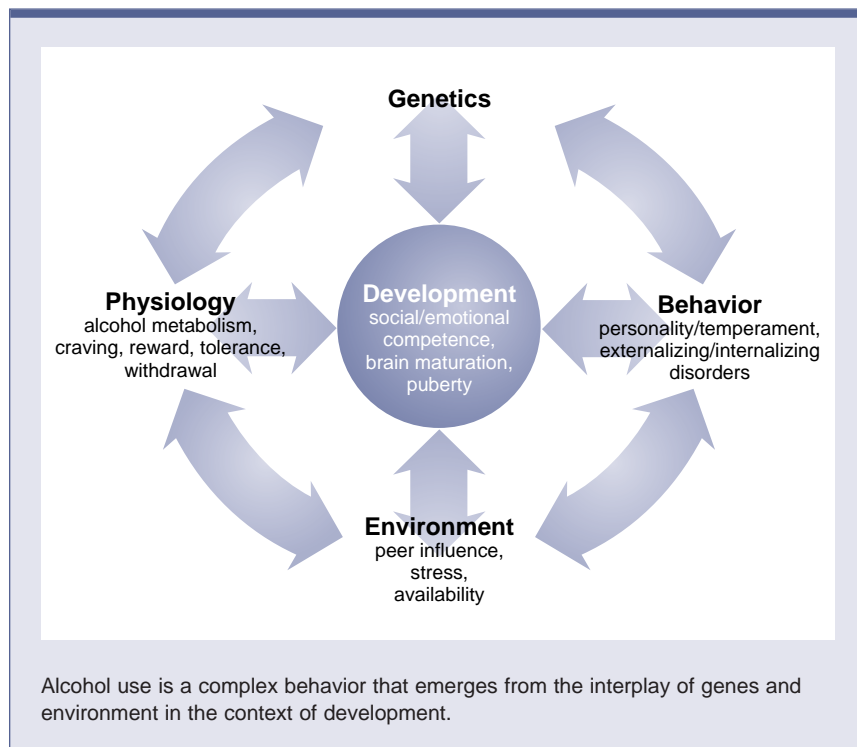 Genetics
Physiology
alcohol metabolism,
craving, reward, tolerance,
withdrawal
Development
social/emotional
competence,
brain maturation,
puberty
Behavior
personality/temperament,
externalizing/internalizing
disorders
Environment
peer influence,
stress,
availability
Alcohol use is a complex behavior that emerges from the interplay of genes and
environment in the context of development.